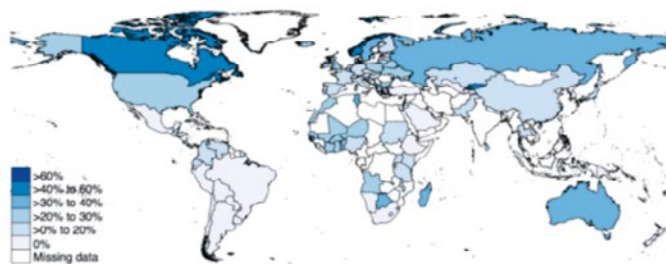 >60%
>40% to 60%
>30% to 40%
>20% to 30%
>0% to 20%
0%
Missing data